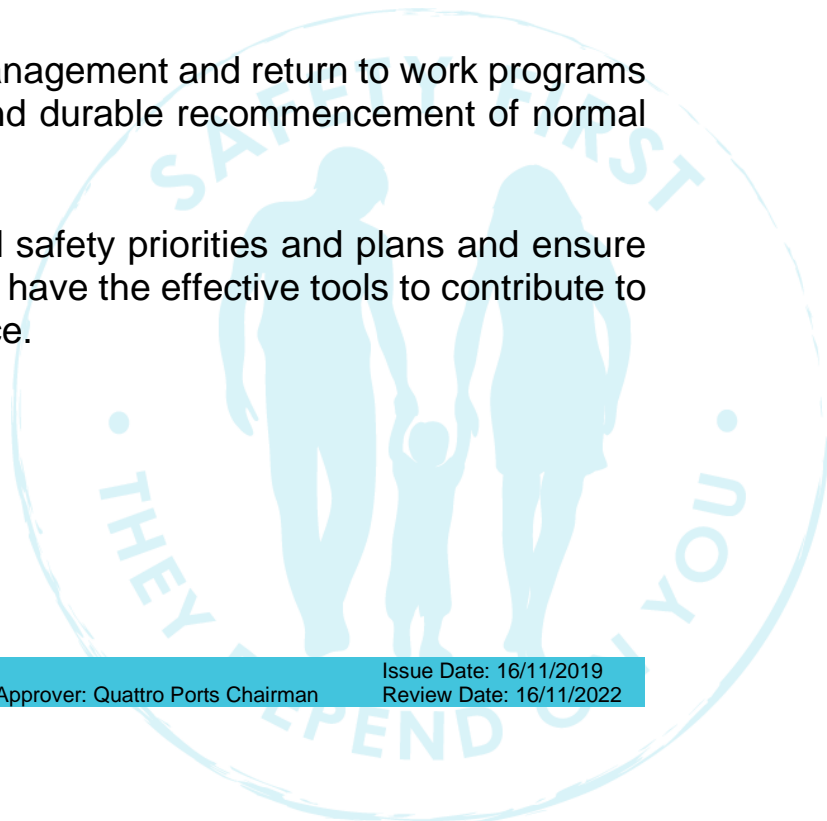 anagement and return to work programs
nd durable recommencement of normal
safety priorities and plans and ensure
have the effective tools to contribute to
ce.
SAFETY FIRST
THEY DEPEND ON YOU
Issue Date: 16/11/2019
Approver: Quattro Ports Chairman Review Date: 16/11/2022